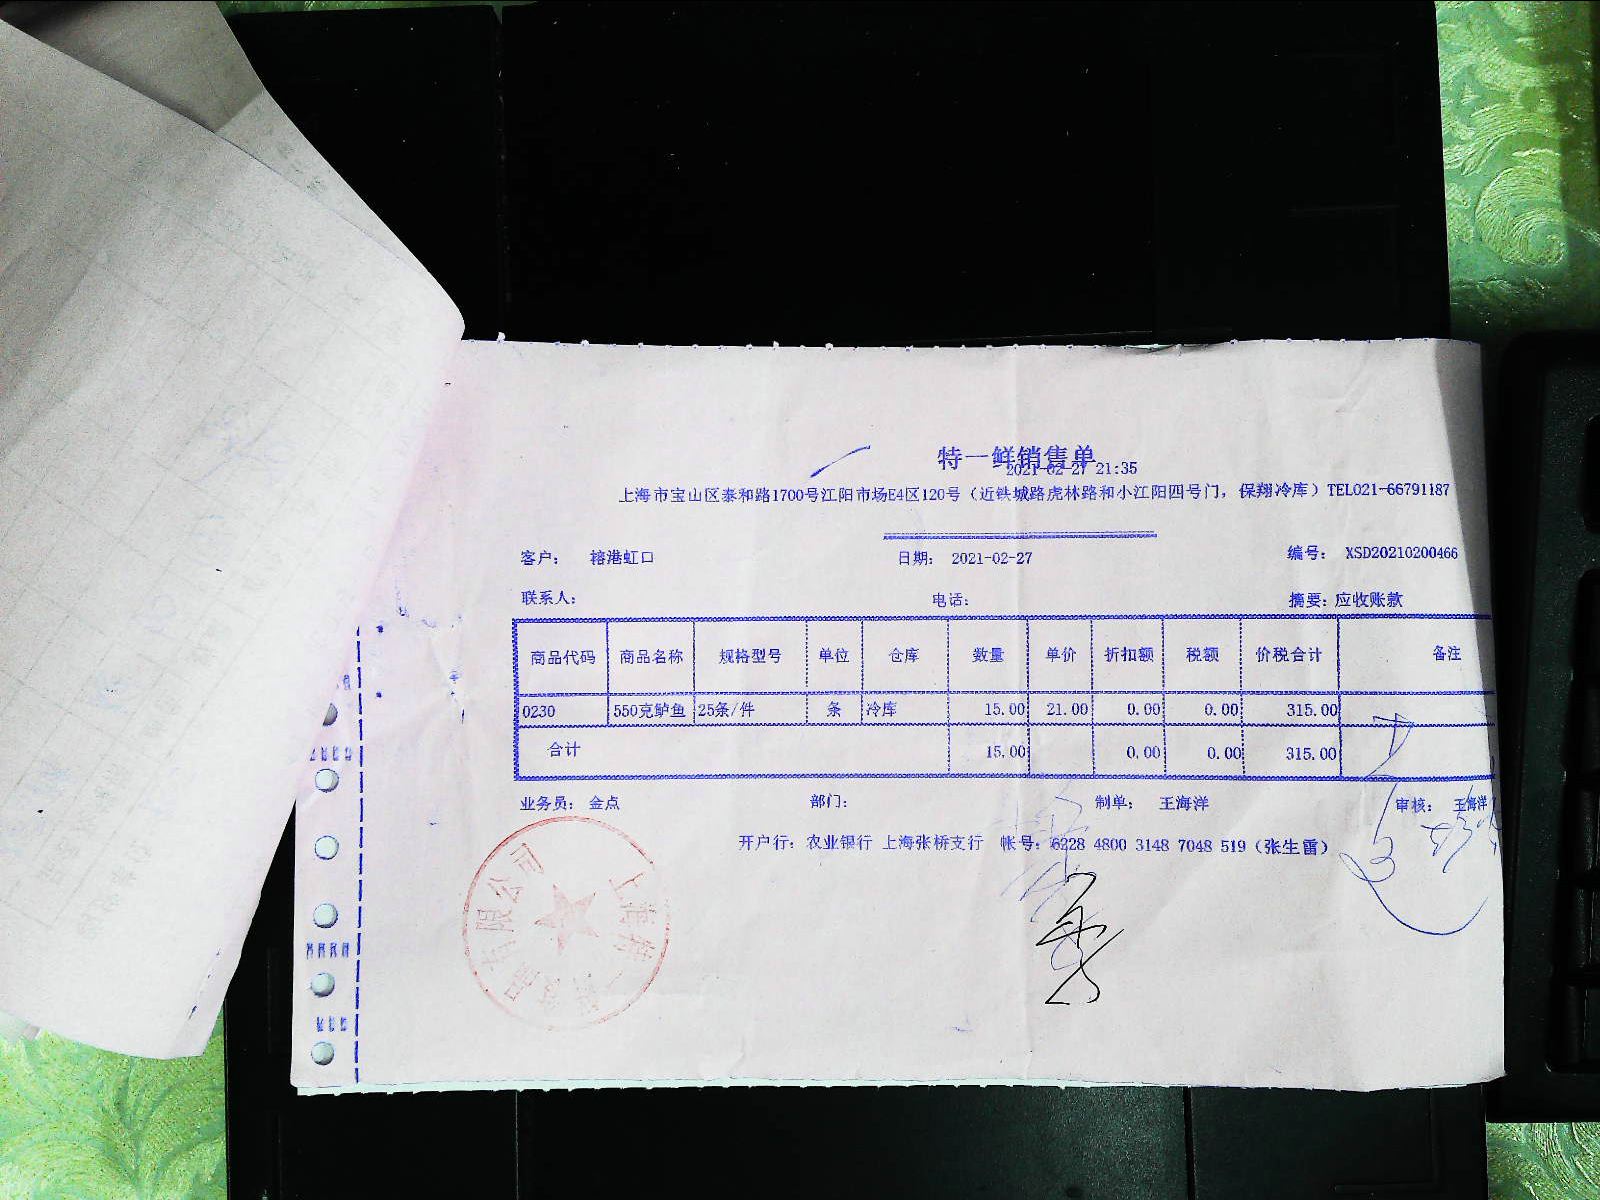 特一鲜销售单
2021-02-27 21:35
上海市宝山区泰和路1700号江阳市场E4区120号（近铁城路虎林路和小江阳四号门，保翔冷库）TEL021-66791187
客户： 榕港虹口 日期： 2021-02-27 编号： XSD20210200466
联系人： 电话： 摘要：应收账款
商品代码 商品名称 规格型号 单位 仓库 数量 单价 折扣额 税额 价税合计 备注
0230 550克鲈鱼 25条/件 条 冷库 15.00 21.00 0.00 0.00 315.00
合计 15.00 0.00 0.00 315.00
业务员： 金点 部门： 制单： 王海洋 审核： 王海洋
开户行：农业银行 上海张桥支行 帐号：6228 4800 3148 7048 519（张生雷）